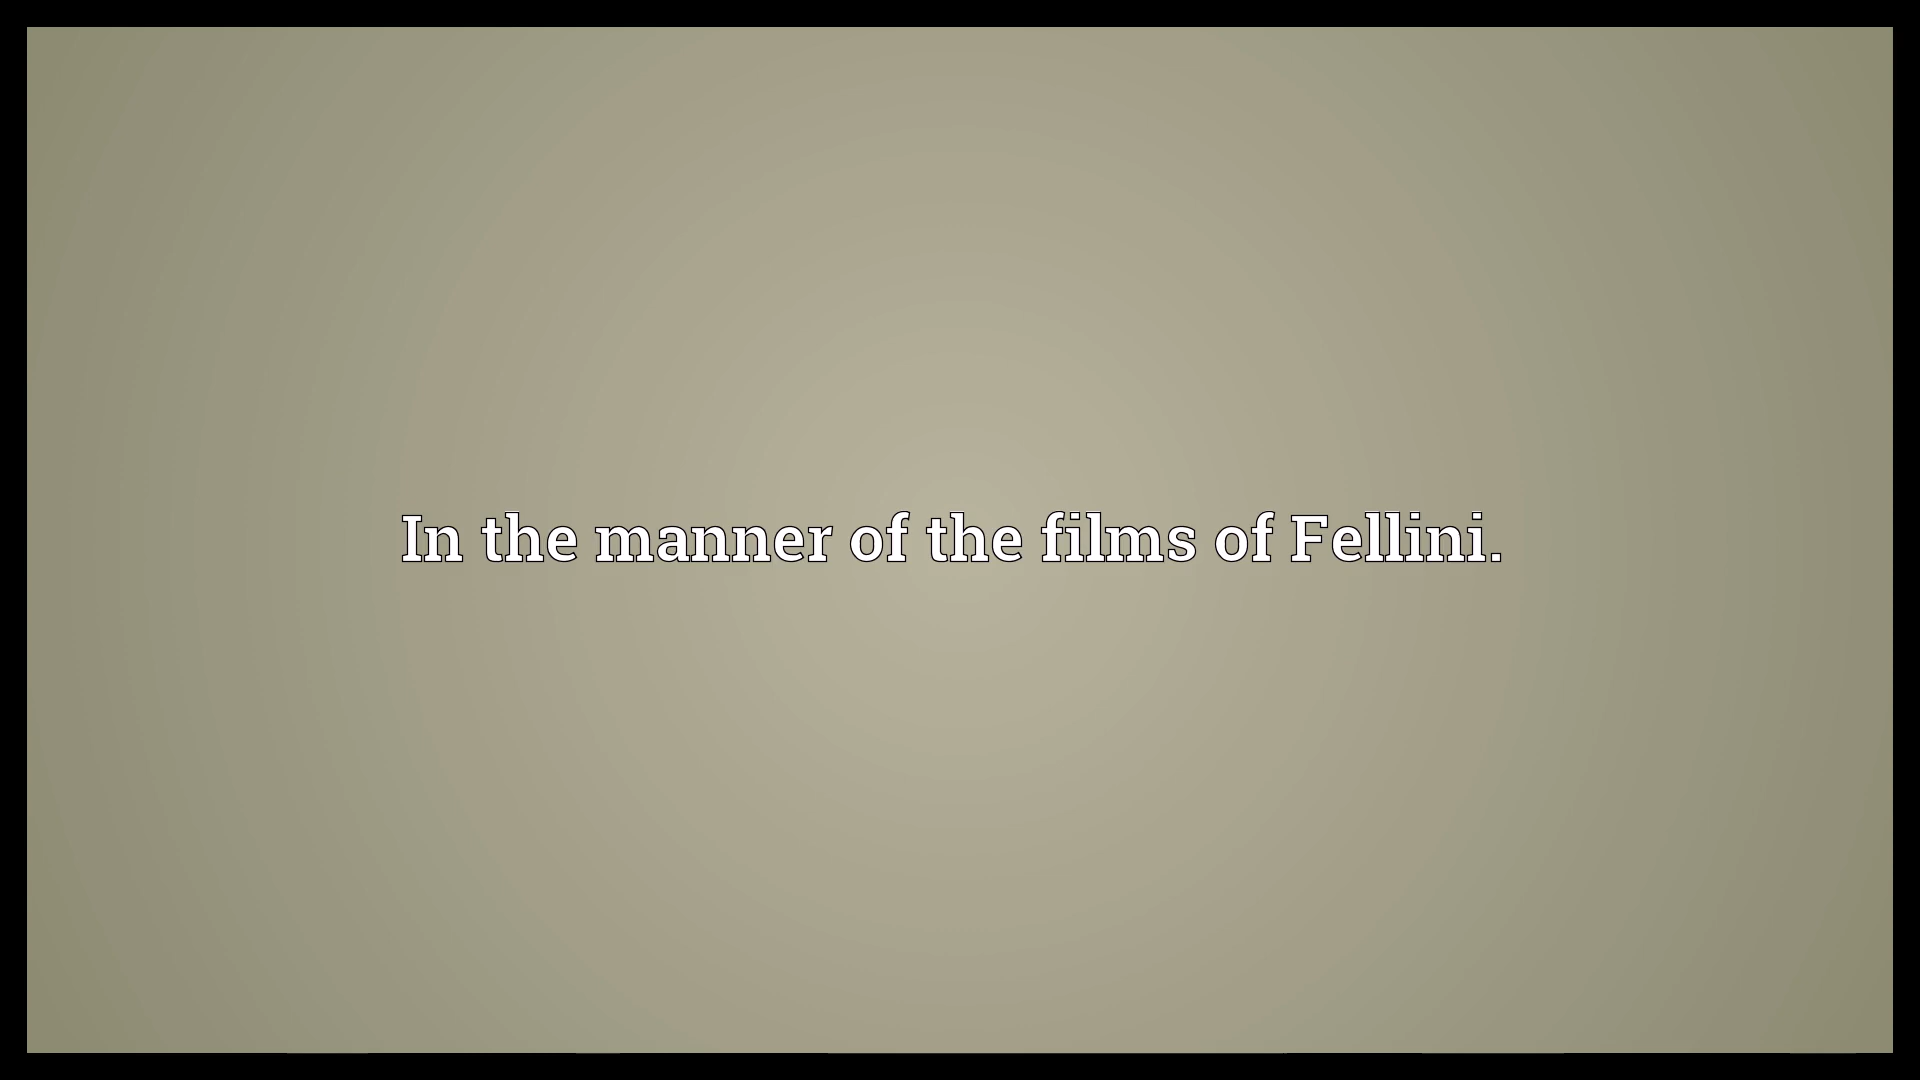 In the manner of the films of Fellini.